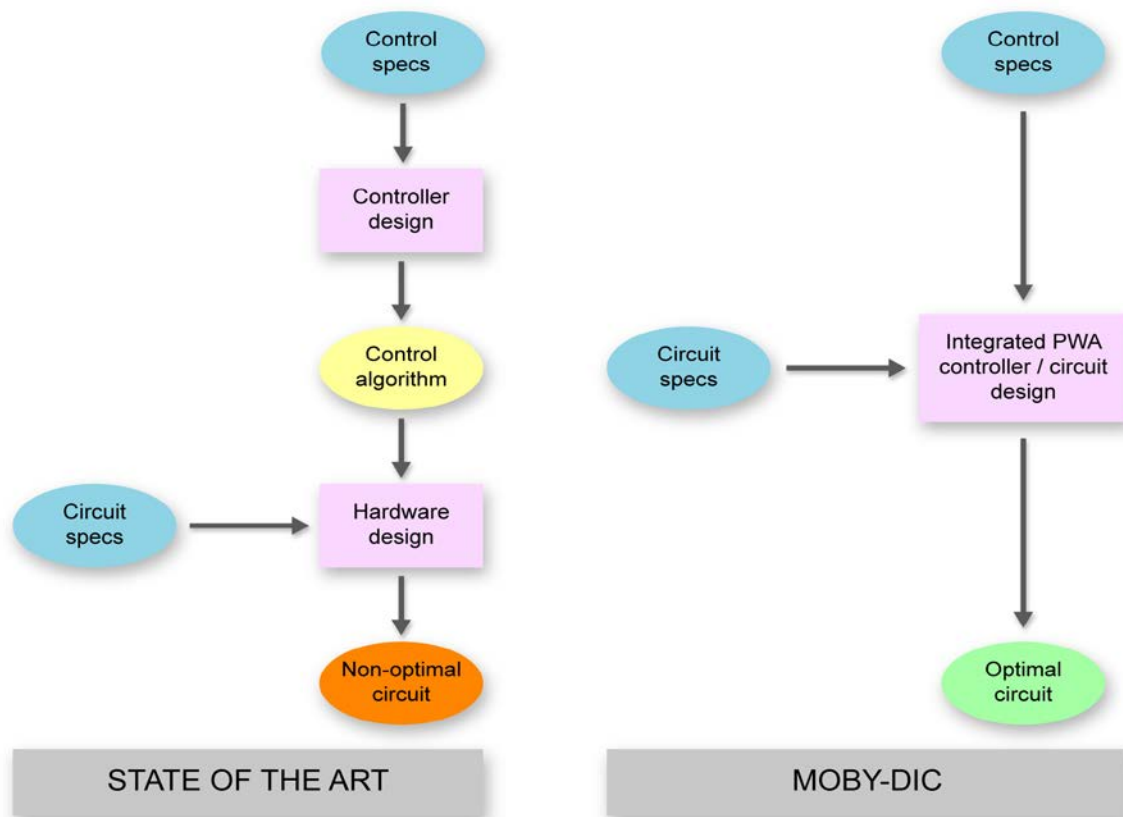 Control
specs
Controller
design
Control
algorithm
Circuit
specs
Hardware
design
Non-optimal
circuit
STATE OF THE ART
Control
specs
Circuit
specs
Integrated PWA
controller / circuit
design
Optimal
circuit
MOBY-DIC